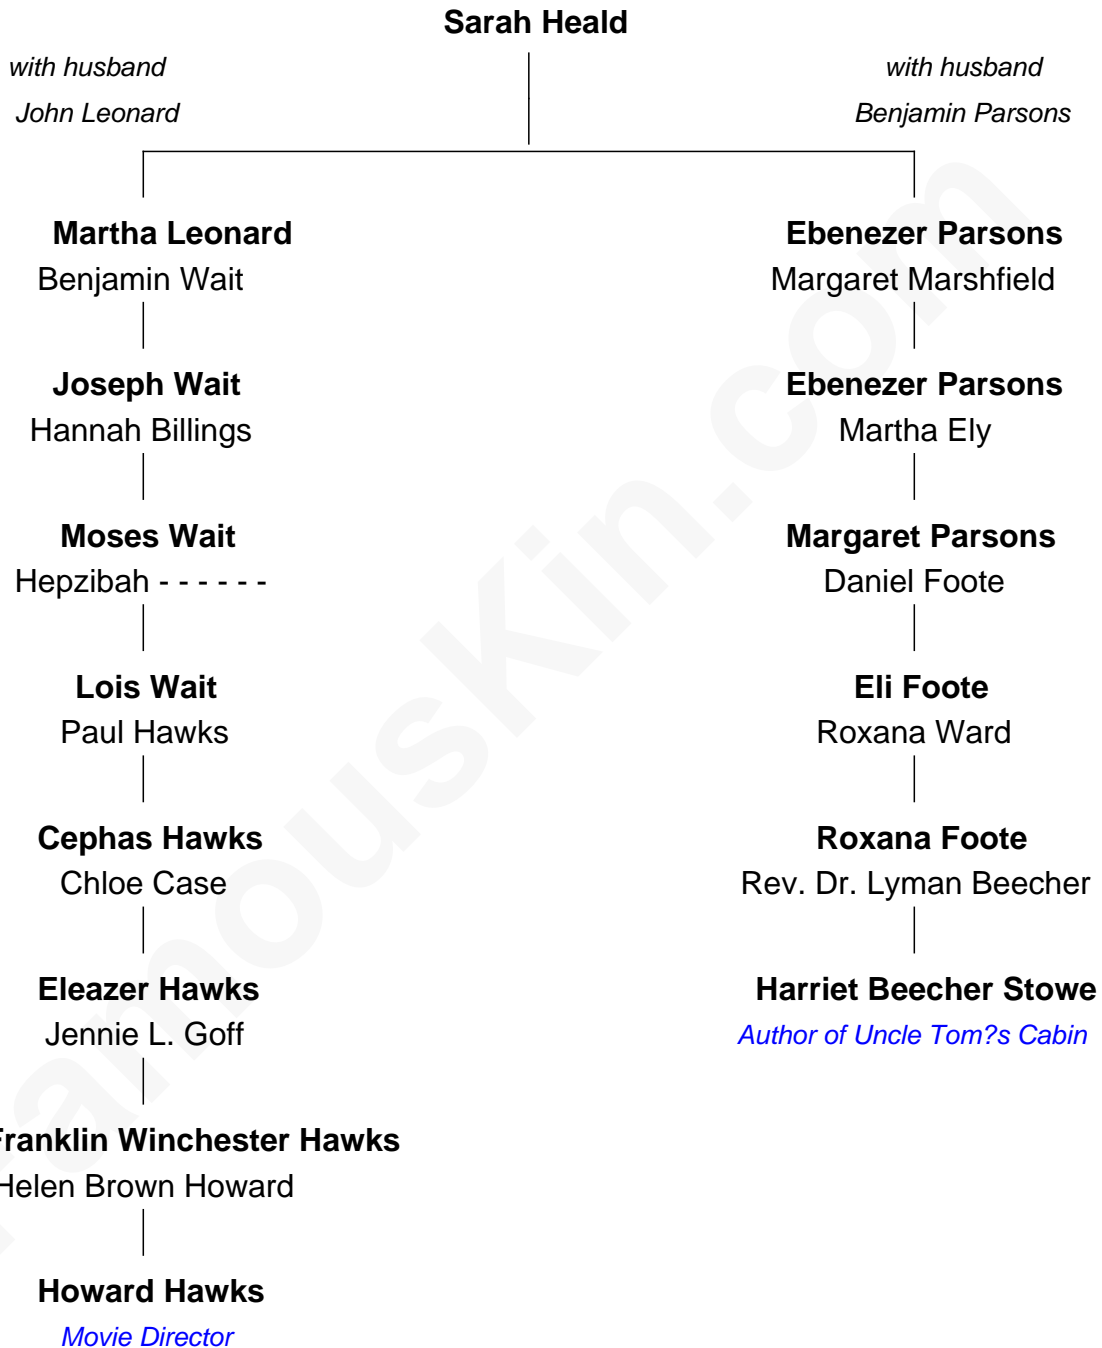 Sarah Heald
with husband
John Leonard
with husband
Benjamin Parsons
Martha Leonard
Benjamin Wait
Ebenezer Parsons
Margaret Marshfield
Joseph Wait
Hannah Billings
Ebenezer Parsons
Martha Ely
Moses Wait
Hepzibah - - - - - -
Margaret Parsons
Daniel Foote
Lois Wait
Paul Hawks
Eli Foote
Roxana Ward
Cephas Hawks
Chloe Case
Roxana Foote
Rev. Dr. Lyman Beecher
Eleazer Hawks
Jennie L. Goff
Harriet Beecher Stowe
Author of Uncle Tom?s Cabin
Franklin Winchester Hawks
Helen Brown Howard
Howard Hawks
Movie Director
FamousKin.com